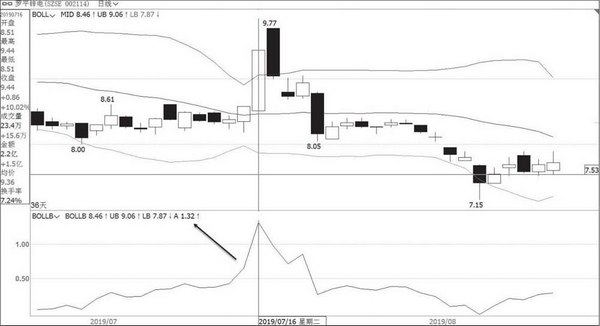 罗平锌电(SZSE 002114) 日线
20190716
BOLL MID 8.46↑ UB 9.06↑ LB 7.87↓
开盘
8.51
最高
9.44
最低
8.51
收盘
9.44
+0.86
+10.02%
成交量
23.4万
+15.6万
金额
2.2亿
+1.5亿
均价
9.36
换手率
7.24%
9.77
8.61
8.00
8.05
7.15
7.53
36天
BOLLB BOLLB 8.46↑ UB 9.06↑ LB 7.87↓ A 1.32↑
1.00
0.50
2019/07
2019/07/16 星期二
2019/08